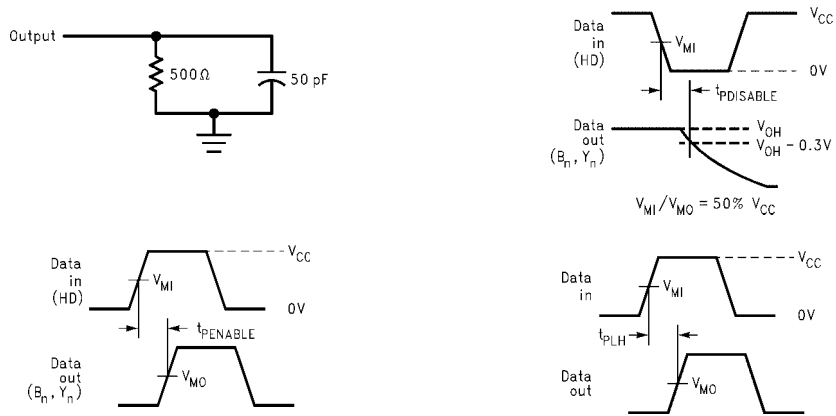 Output
500Ω
50 pF
Data
in
(HD)
V_MI
V_CC
0V
t_PDISABLE
Data
out
(B_n, Y_n)
V_OH
V_OH – 0.3V
V_MI/V_MO = 50% V_CC
Data
in
(HD)
V_MI
V_CC
0V
t_PENABLE
Data
out
(B_n, Y_n)
V_MO
Data
in
V_MI
V_CC
0V
t_PLH
Data
out
V_MO